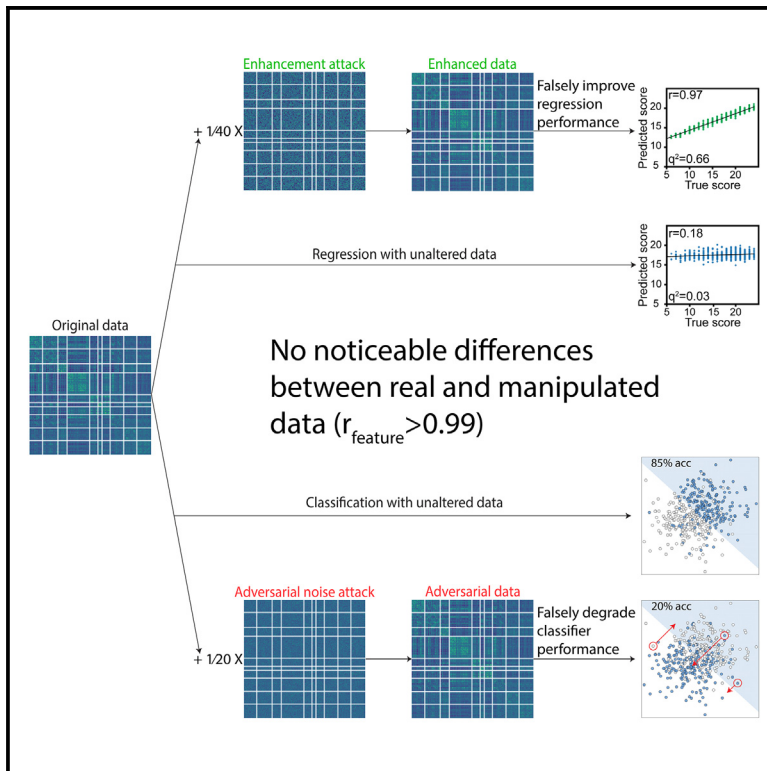 Enhancement attack
Enhanced data
+ 1/40 X
Falsely improve
regression
performance
r=0.97
q²=0.66
Predicted score
20
15
10
5
5 10 15 20
True score
Regression with unaltered data
r=0.18
q²=0.03
Predicted score
20
15
10
5
5 10 15 20
True score
Original data
No noticeable differences
between real and manipulated
data (r_feature>0.99)
Classification with unaltered data
85% acc
Adversarial noise attack
Adversarial data
+ 1/20 X
Falsely degrade
classifier
performance
20% acc